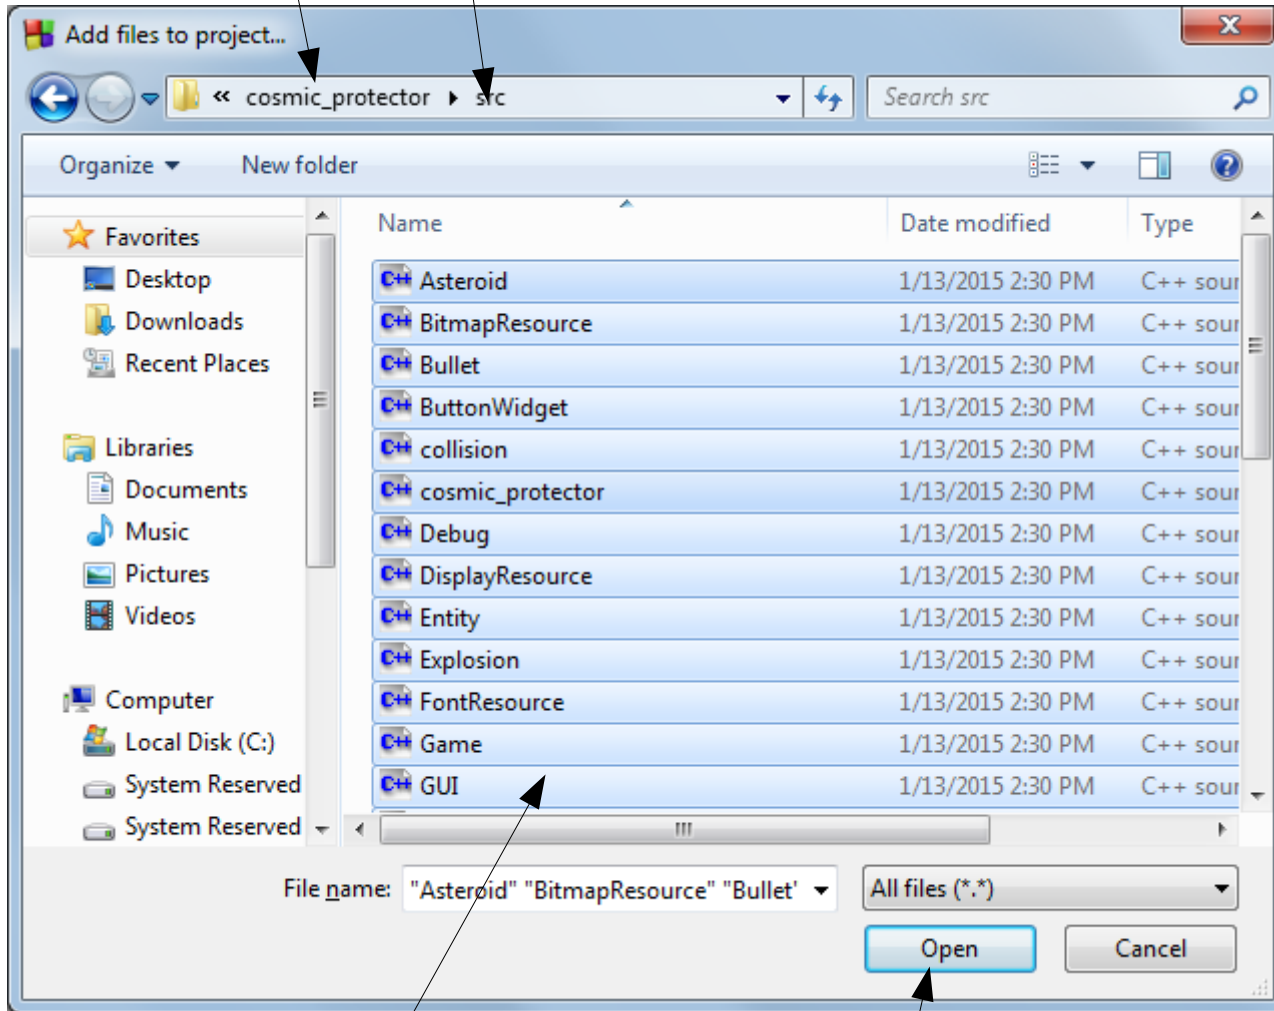 Add files to project...
« cosmic_protector src
Search src
Organize New folder
Name Date modified Type
Favorites
Desktop
Downloads
Recent Places
Libraries
Documents
Music
Pictures
Videos
Computer
Local Disk (C:)
System Reserved
System Reserved
Asteroid 1/13/2015 2:30 PM C++ sour
BitmapResource 1/13/2015 2:30 PM C++ sour
Bullet 1/13/2015 2:30 PM C++ sour
ButtonWidget 1/13/2015 2:30 PM C++ sour
collision 1/13/2015 2:30 PM C++ sour
cosmic_protector 1/13/2015 2:30 PM C++ sour
Debug 1/13/2015 2:30 PM C++ sour
DisplayResource 1/13/2015 2:30 PM C++ sour
Entity 1/13/2015 2:30 PM C++ sour
Explosion 1/13/2015 2:30 PM C++ sour
FontResource 1/13/2015 2:30 PM C++ sour
Game 1/13/2015 2:30 PM C++ sour
GUI 1/13/2015 2:30 PM C++ sour
File name: "Asteroid" "BitmapResource" "Bullet' All files (*.*)
Open Cancel